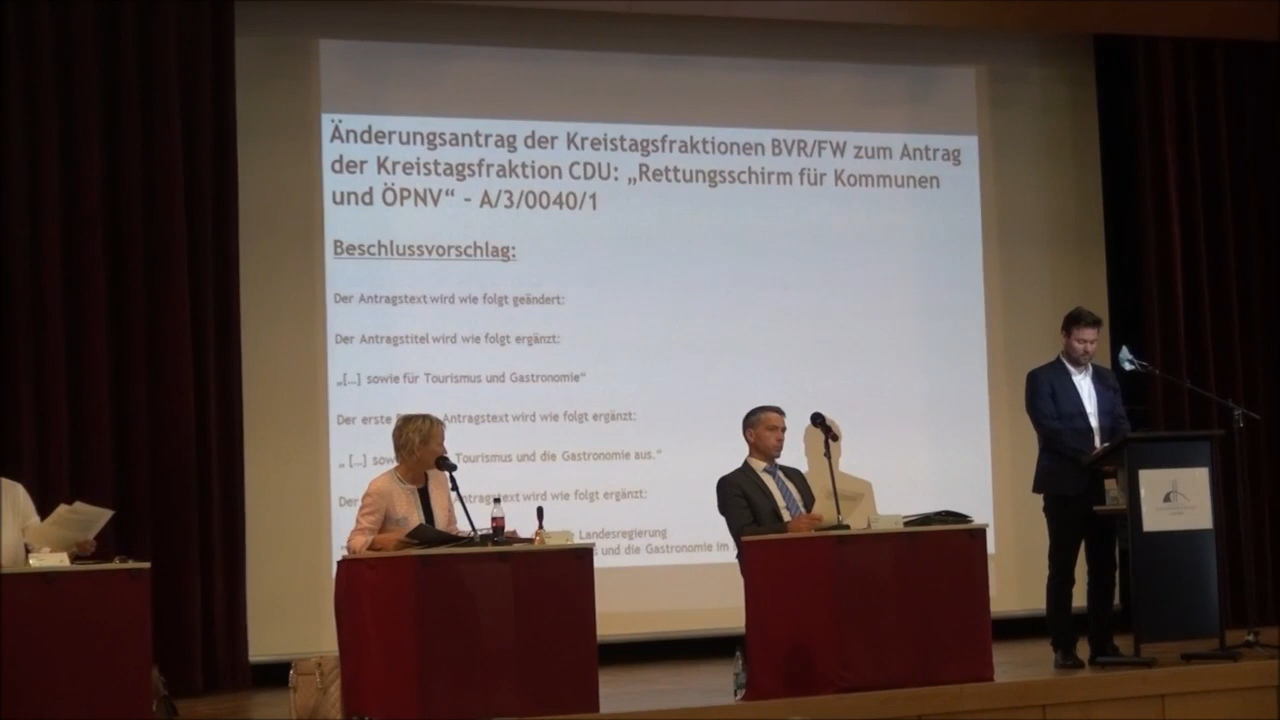 Änderungsantrag der Kreistagsfraktionen BVR/FW zum Antrag
der Kreistagsfraktion CDU: „Rettungsschirm für Kommunen
und ÖPNV“ - A/3/0040/1
Beschlussvorschlag:
Der Antragstext wird wie folgt geändert:
Der Antragstitel wird wie folgt ergänzt:
„[...] sowie für Tourismus und Gastronomie“
Der erste Antragstext wird wie folgt ergänzt:
„ [...] Tourismus und die Gastronomie aus.“
wird wie folgt ergänzt:
Landesregierung
und die Gastronomie im